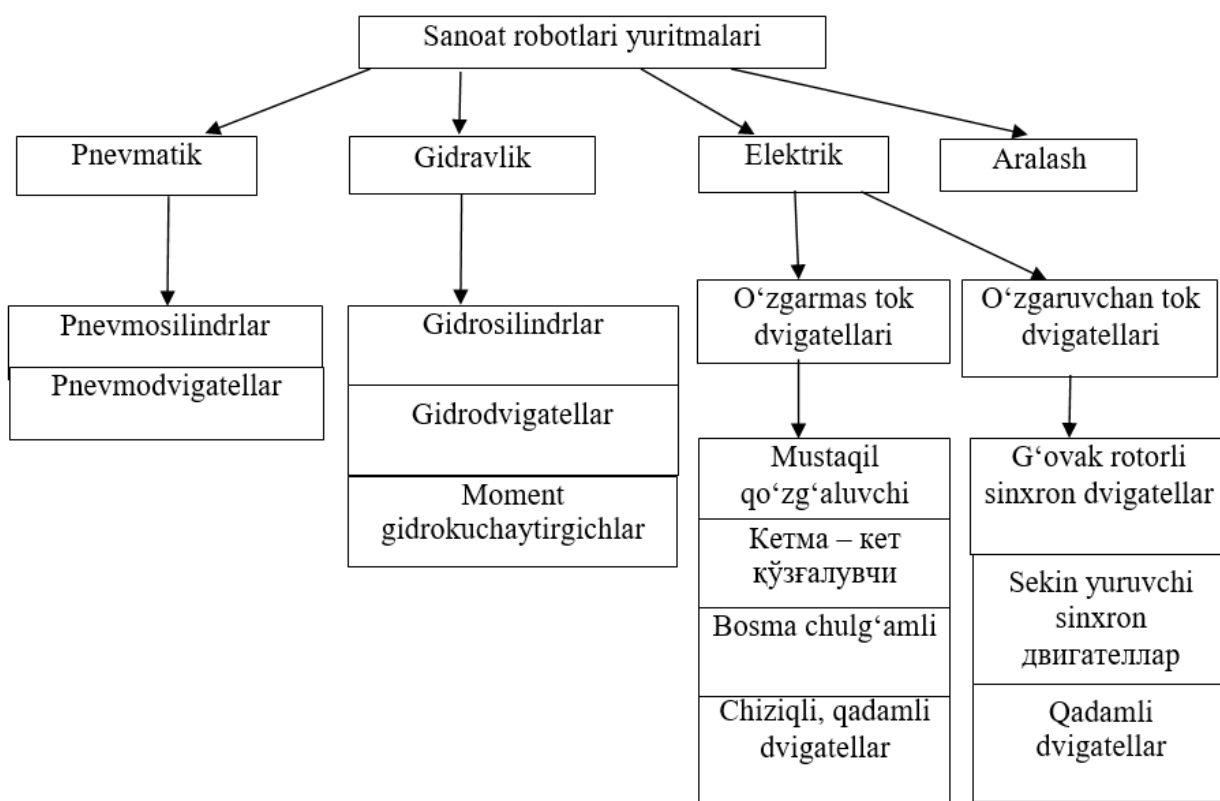 Sanoat robotlari yuritmalari
Pnevmatik
Gidravlik
Elektrik
Aralash
Pnevmosilindrlar
Pnevmodvigatellar
Gidrosilindrlar
Gidrodvigatellar
Moment
gidrokuchaytirgichlar
O‘zgarmas tok
dvigatellari
O‘zgaruvchan tok
dvigatellari
Mustaqil
qo‘zg‘aluvchi
Кетма – кет
қўзғалувчи
Bosma chulg‘amli
Chiziqli, qadamli
dvigatellar
G‘ovak rotorli
sinxron dvigatellar
Sekin yuruvchi
sinxron
двигателлар
Qadamli
dvigatellar